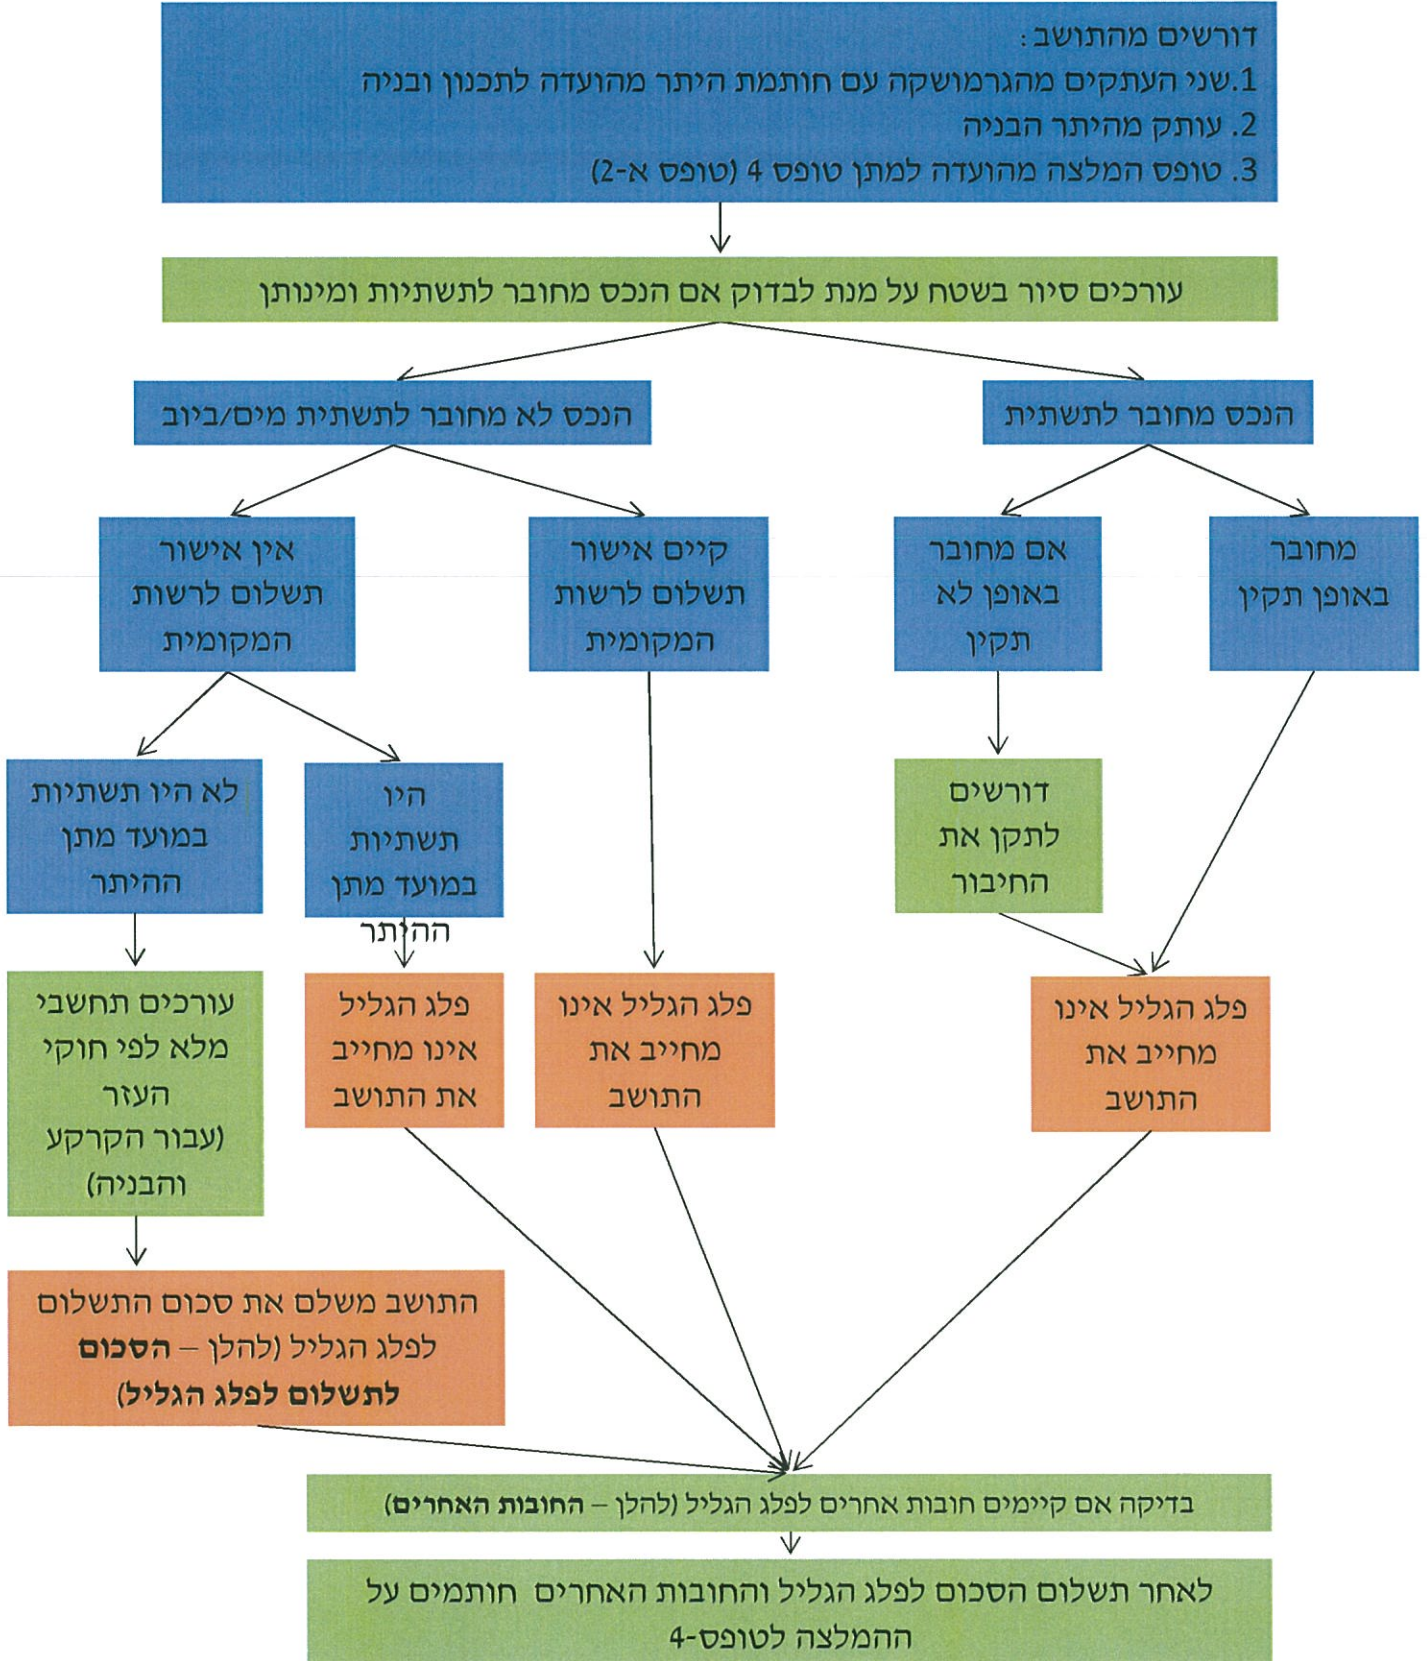 דורשים מהתושב :
1.שני העתקים מהגרמושקה עם חותמת היתר מהועדה לתכנון ובניה
2. עותק מהיתר הבניה
3. טופס המלצה מהועדה למתן טופס 4 (טופס א-2)
עורכים סיור בשטח על מנת לבדוק אם הנכס מחובר לתשתיות ומינותן
הנכס מחובר לתשתית
הנכס לא מחובר לתשתית מים/ביוב
מחובר
באופן תקין
אם מחובר
באופן לא
תקין
קיים אישור
תשלום לרשות
המקומית
אין אישור
תשלום לרשות
המקומית
דורשים
לתקן את
החיבור
היו
תשתיות
במועד מתן
ההיתר
לא היו תשתיות
במועד מתן
ההיתר
פלג הגליל אינו
מחייב את
התושב
פלג הגליל אינו
מחייב את
התושב
פלג הגליל
אינו מחייב
את התושב
עורכים תחשבי
מלא לפי חוקי
העזר
(עבור הקרקע
והבניה)
התושב משלם את סכום התשלום
לפלג הגליל (להלן – הסכום
לתשלום לפלג הגליל)
בדיקה אם קיימים חובות אחרים לפלג הגליל (להלן – החובות האחרים)
לאחר תשלום הסכום לפלג הגליל והחובות האחרים חותמים על
ההמלצה לטופס-4